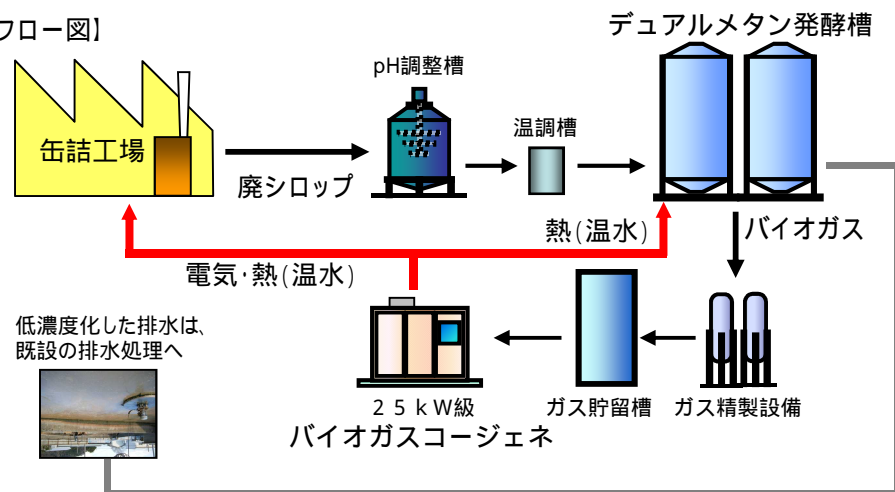 フロー図】
デュアルメタン発酵槽
pH調整槽
温調槽
缶詰工場
廃シロップ
熱(温水)
バイオガス
電気・熱(温水)
低濃度化した排水は、
既設の排水処理へ
25kW級
ガス貯留槽
ガス精製設備
バイオガスコージェネ